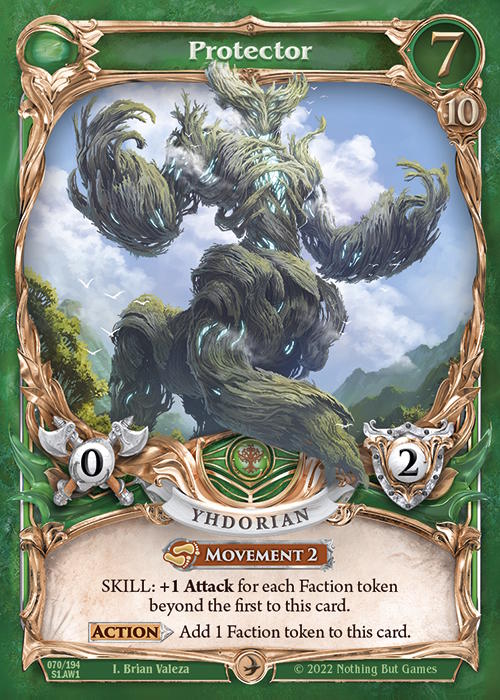 Protector
7
10
0
2
YHDORIAN
MOVEMENT 2
SKILL: +1 Attack for each Faction token
beyond the first to this card.
ACTION Add 1 Faction token to this card.
070/194
S1.AW1
I. Brian Valeza
© 2022 Nothing But Games